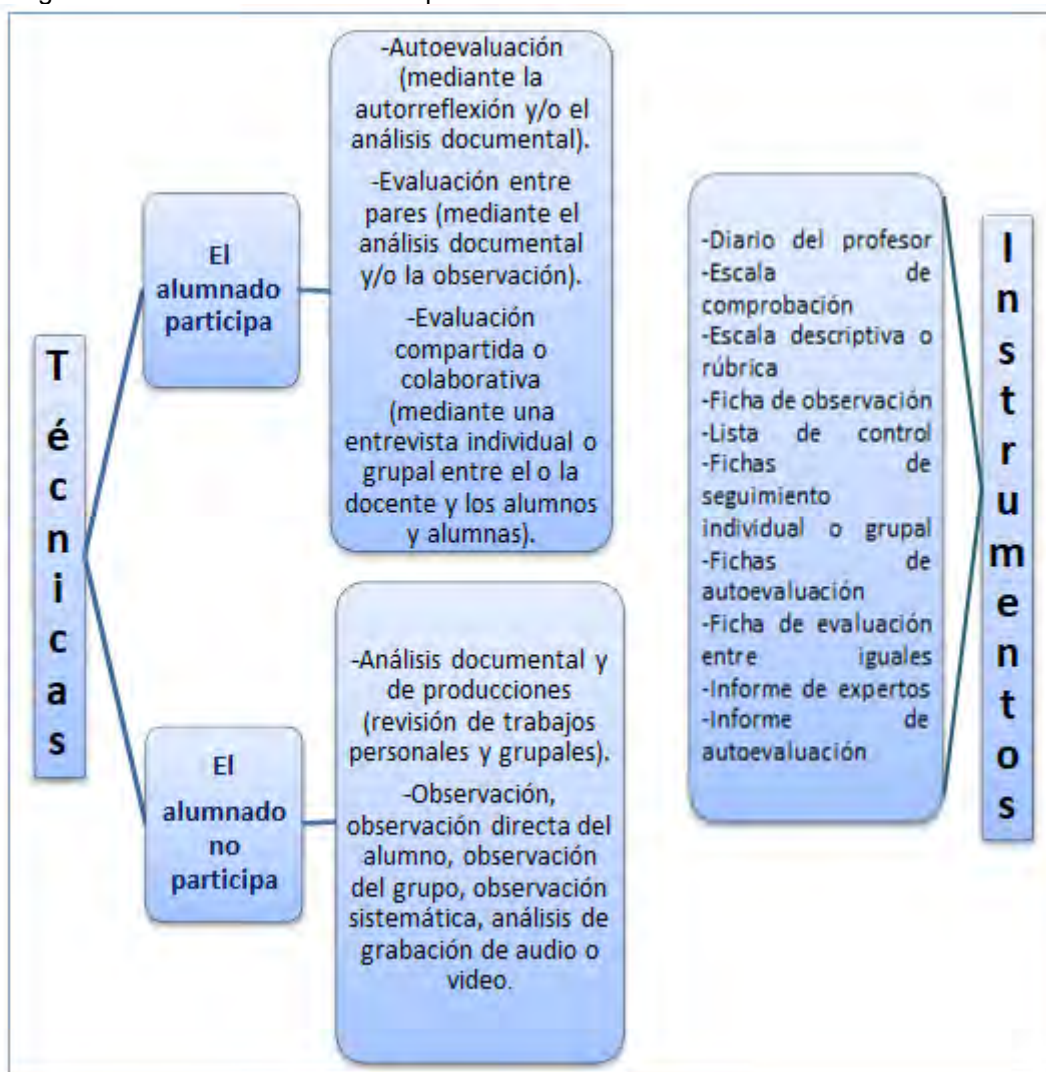 Técnicas
El
alumnado
participa
-Autoevaluación
(mediante la
autorreflexión y/o el
análisis documental).
-Evaluación entre
pares (mediante el
análisis documental
y/o la observación).
-Evaluación
compartida o
colaborativa
(mediante una
entrevista individual o
grupal entre el o la
docente y los alumnos
y alumnas).
El
alumnado
no
participa
-Análisis documental y
de producciones
(revisión de trabajos
personales y grupales).
-Observación,
observación directa del
alumno, observación
del grupo, observación
sistemática, análisis de
grabación de audio o
video.
-Diario del profesor
-Escala de
comprobación
-Escala descriptiva o
rúbrica
-Ficha de observación
-Lista de control
-Fichas de
seguimiento
individual o grupal
-Fichas de
autoevaluación
-Ficha de evaluación
entre iguales
-Informe de expertos
-Informe de
autoevaluación
Instrumentos